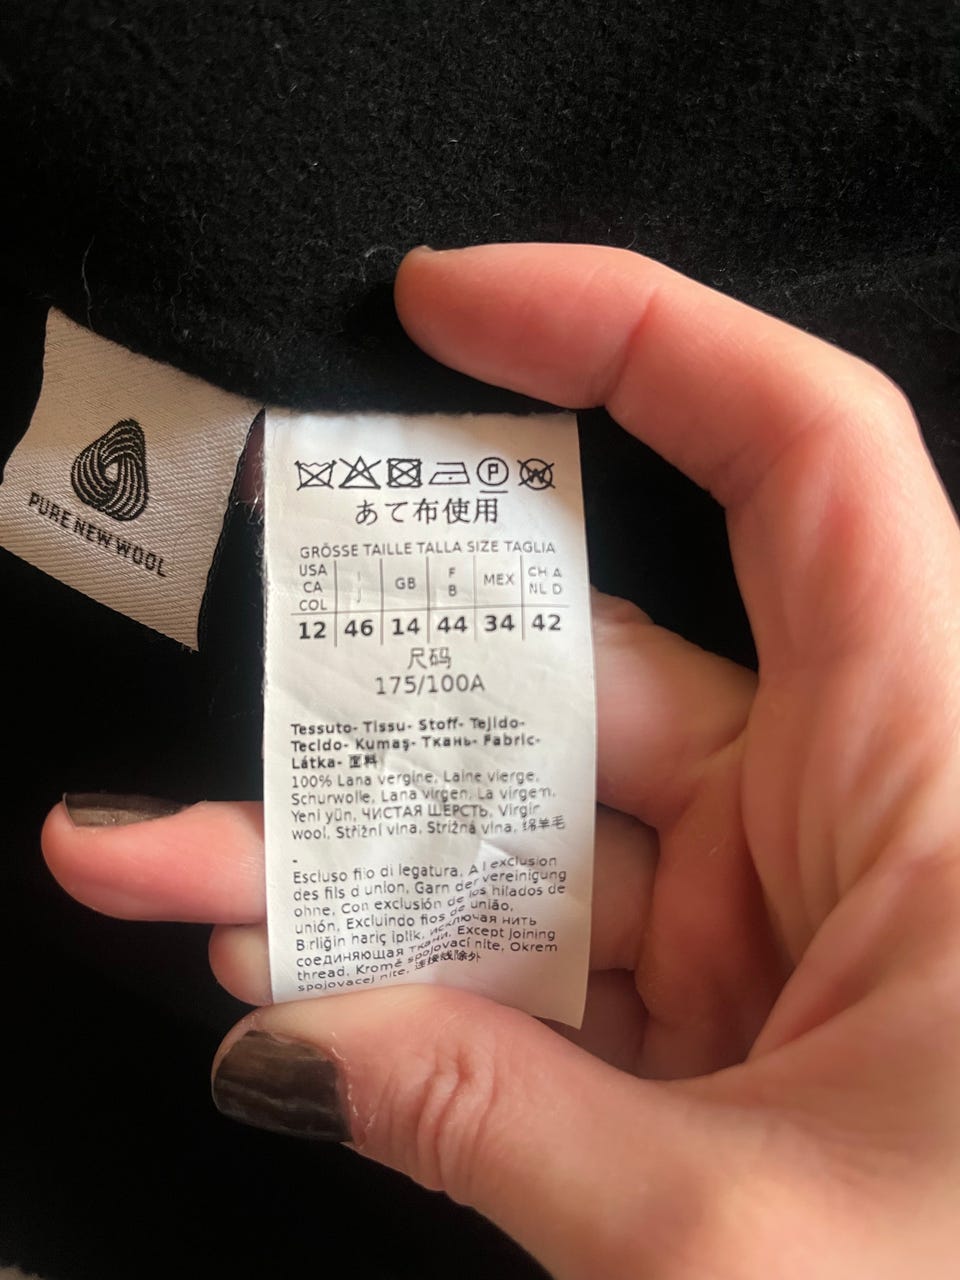 PURE NEW WOOL
P W
あて布使用
GRÖSSE TAILLE TALLA SIZE TAGLIA
USA CA COL I J GB F B MEX CH A NL D
12 46 14 44 34 42
尺码
175/100A
Tessuto- Tissu- Stoff- Tejido-
Tecido- Kumaş- Ткань- Fabric-
Látka- 面料
100% Lana vergine, Laine vierge,
Schurwolle, Lana virgen, La virgem,
Yeni yün, ЧИСТАЯ ШЕРСТЬ, Virgin
wool, Střižní vlna, Strižná vlna, 绵羊毛
-
Escluso filo di legatura, A l exclusion
des fils d union, Garn der vereinigung
ohne, Con exclusión de los hilados de
unión, Excluindo fios de união,
Birliğin hariç iplik, исключая нить
соединяющая ткани, Except joining
thread, Kromě spojovací nitě, Okrem
spojovacej nite, 连接线除外